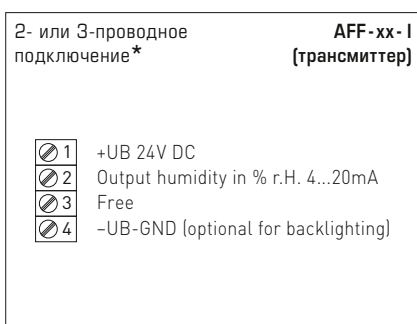 2- или 3-проводное
подключение*
AFF-xx-I
(трансмиттер)
1 +UB 24V DC
2 Output humidity in % r.H. 4...20mA
3 Free
4 –UB-GND (optional for backlighting)